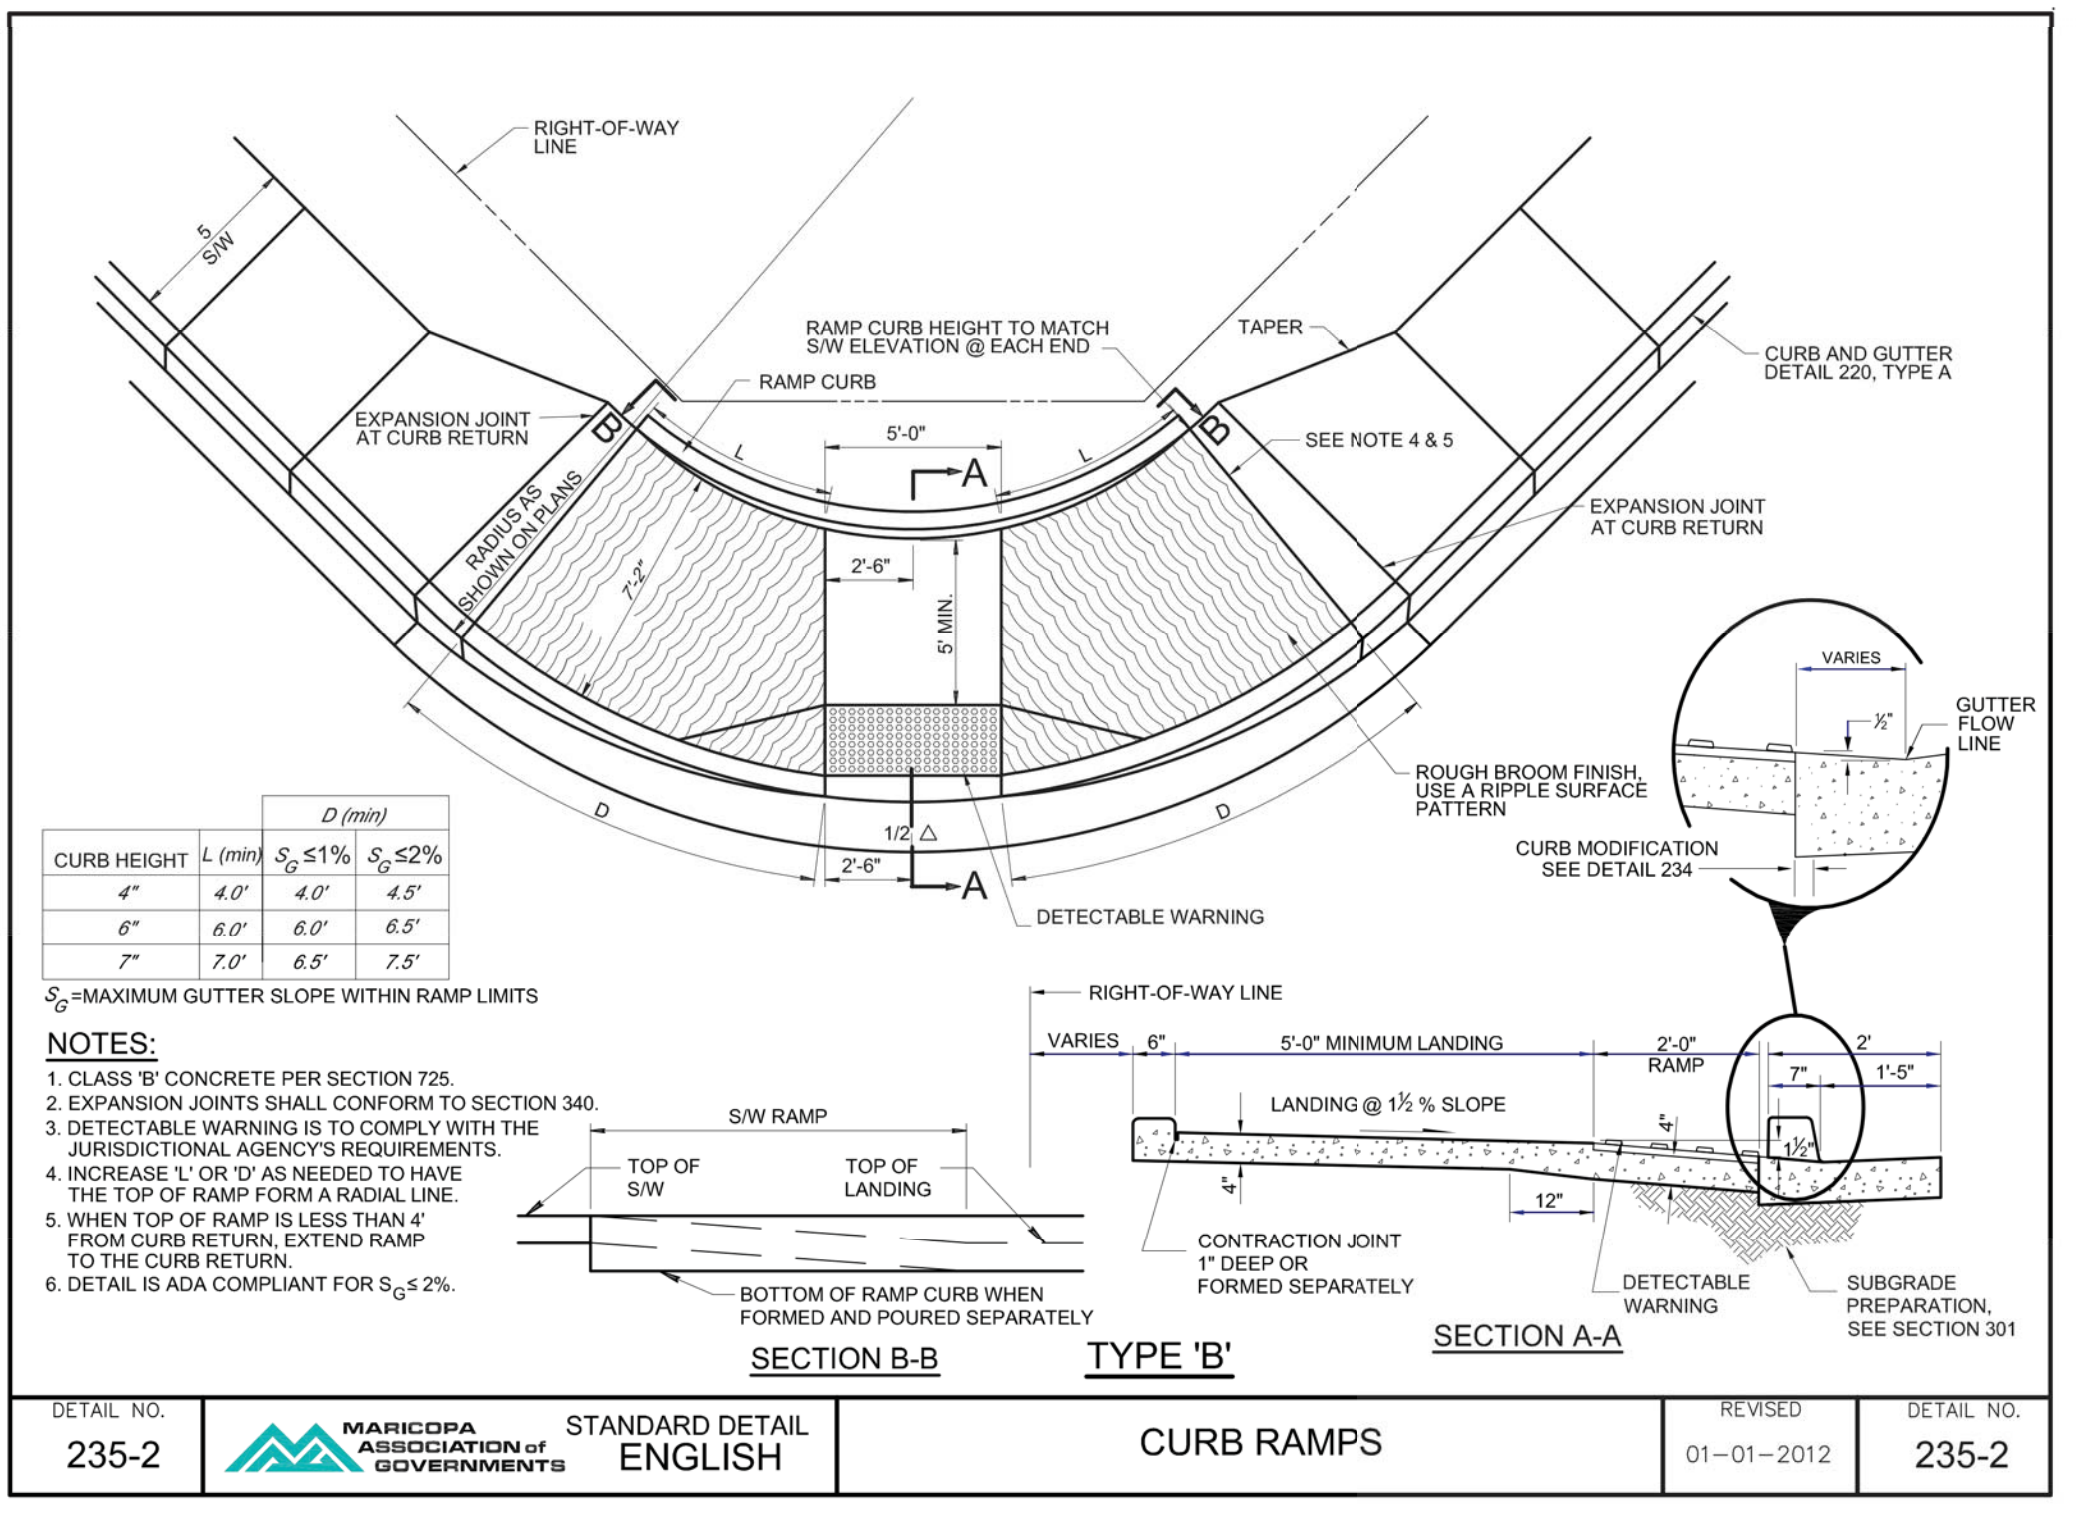 RIGHT-OF-WAY
LINE
5
S/W
RAMP CURB HEIGHT TO MATCH
S/W ELEVATION @ EACH END
TAPER
RAMP CURB
CURB AND GUTTER
DETAIL 220, TYPE A
EXPANSION JOINT
AT CURB RETURN
B
B
L
5'-0"
L
A
SEE NOTE 4 & 5
RADIUS AS
SHOWN ON PLANS
EXPANSION JOINT
AT CURB RETURN
7'-2"
2'-6"
5' MIN.
VARIES
½"
GUTTER
FLOW
LINE
ROUGH BROOM FINISH,
USE A RIPPLE SURFACE
PATTERN
D
D
1/2 △
2'-6"
A
CURB MODIFICATION
SEE DETAIL 234
DETECTABLE WARNING
D (min)
CURB HEIGHT L (min) SG ≤1% SG ≤2%
4" 4.0' 4.0' 4.5'
6" 6.0' 6.0' 6.5'
7" 7.0' 6.5' 7.5'
SG =MAXIMUM GUTTER SLOPE WITHIN RAMP LIMITS
NOTES:
1. CLASS 'B' CONCRETE PER SECTION 725.
2. EXPANSION JOINTS SHALL CONFORM TO SECTION 340.
3. DETECTABLE WARNING IS TO COMPLY WITH THE
JURISDICTIONAL AGENCY'S REQUIREMENTS.
4. INCREASE 'L' OR 'D' AS NEEDED TO HAVE
THE TOP OF RAMP FORM A RADIAL LINE.
5. WHEN TOP OF RAMP IS LESS THAN 4'
FROM CURB RETURN, EXTEND RAMP
TO THE CURB RETURN.
6. DETAIL IS ADA COMPLIANT FOR SG≤ 2%.
S/W RAMP
TOP OF
S/W
TOP OF
LANDING
BOTTOM OF RAMP CURB WHEN
FORMED AND POURED SEPARATELY
SECTION B-B
TYPE 'B'
RIGHT-OF-WAY LINE
VARIES
6"
5'-0" MINIMUM LANDING
2'-0"
RAMP
2'
7"
1'-5"
LANDING @ 1½ % SLOPE
4"
1½"
4"
12"
CONTRACTION JOINT
1" DEEP OR
FORMED SEPARATELY
DETECTABLE
WARNING
SUBGRADE
PREPARATION,
SEE SECTION 301
SECTION A-A
DETAIL NO.
235-2
MARICOPA
ASSOCIATION of
GOVERNMENTS
STANDARD DETAIL
ENGLISH
CURB RAMPS
REVISED
01-01-2012
DETAIL NO.
235-2